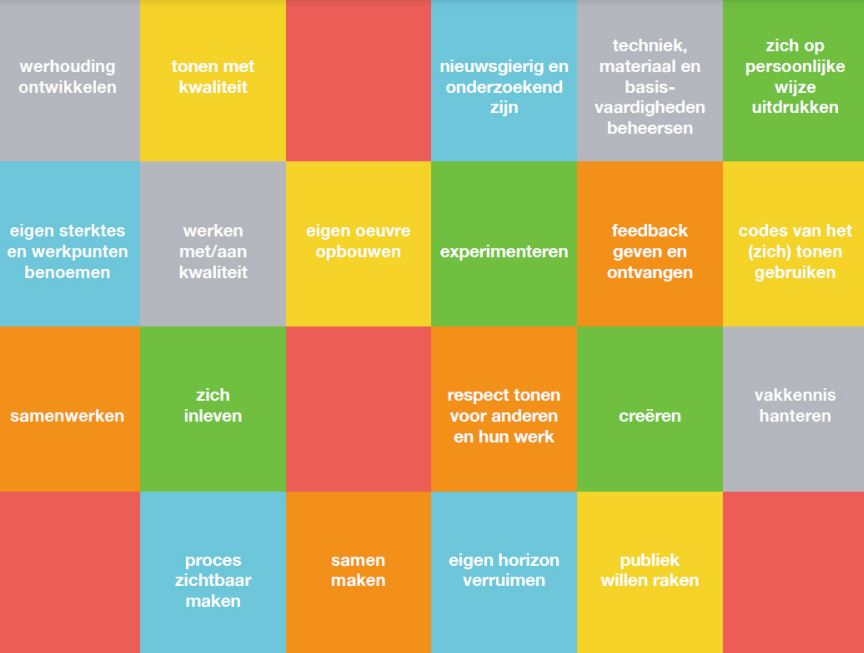 werhouding
ontwikkelen
tonen met
kwaliteit
nieuwsgierig en
onderzoekend
zijn
techniek,
materiaal en
basis-
vaardigheden
beheersen
zich op
persoonlijke
wijze
uitdrukken
eigen sterktes
en werkpunten
benoemen
werken
met/aan
kwaliteit
eigen oeuvre
opbouwen
experimenteren
feedback
geven en
ontvangen
codes van het
(zich) tonen
gebruiken
samenwerken
zich
inleven
respect tonen
voor anderen
en hun werk
creëren
vakkennis
hanteren
proces
zichtbaar
maken
samen
maken
eigen horizon
verruimen
publiek
willen raken